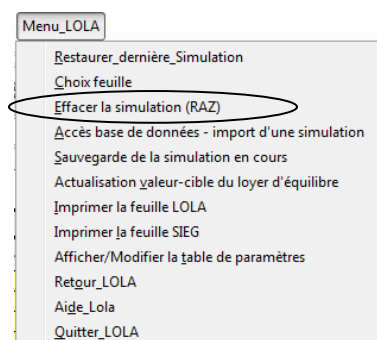 Menu_LOLA
Restaurer_dernière_Simulation
Choix feuille
Effacer la simulation (RAZ)
Accès base de données - import d'une simulation
Sauvegarde de la simulation en cours
Actualisation valeur-cible du loyer d'équilibre
Imprimer la feuille LOLA
Imprimer la feuille SIEG
Afficher/Modifier la table de paramètres
Retour_LOLA
Aide_Lola
Quitter_LOLA